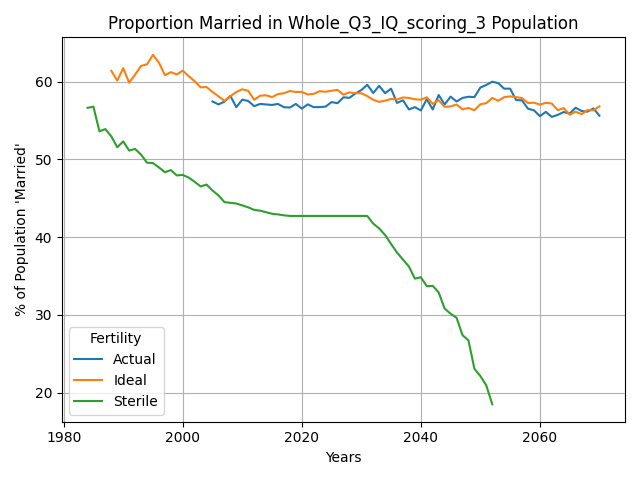 Proportion Married in Whole_Q3_IQ_scoring_3 Population
% of Population 'Married'
60
50
40
30
20
Fertility
Actual
Ideal
Sterile
1980
2000
2020
2040
2060
Years